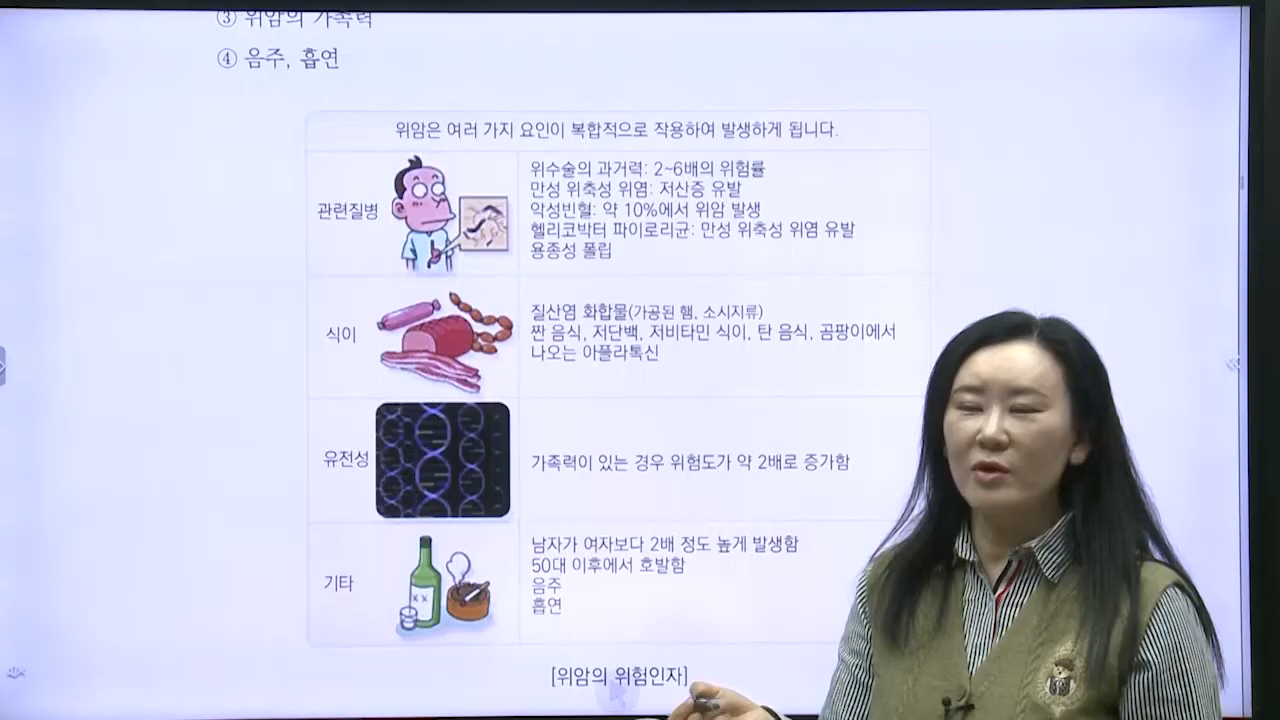 ③ 위암의 가족력
④ 음주, 흡연
위암은 여러 가지 요인이 복합적으로 작용하여 발생하게 됩니다.
관련질병
위수술의 과거력: 2~6배의 위험률
만성 위축성 위염: 저산증 유발
악성빈혈: 약 10%에서 위암 발생
헬리코박터 파이로리균: 만성 위축성 위염 유발
용종성 폴립
식이
질산염 화합물(가공된 햄, 소시지류)
짠 음식, 저단백, 저비타민 식이, 탄 음식, 곰팡이에서
나오는 아플라톡신
유전성
가족력이 있는 경우 위험도가 약 2배로 증가함
기타
남자가 여자보다 2배 정도 높게 발생함
50대 이후에서 호발함
음주
흡연
[위암의 위험인자]